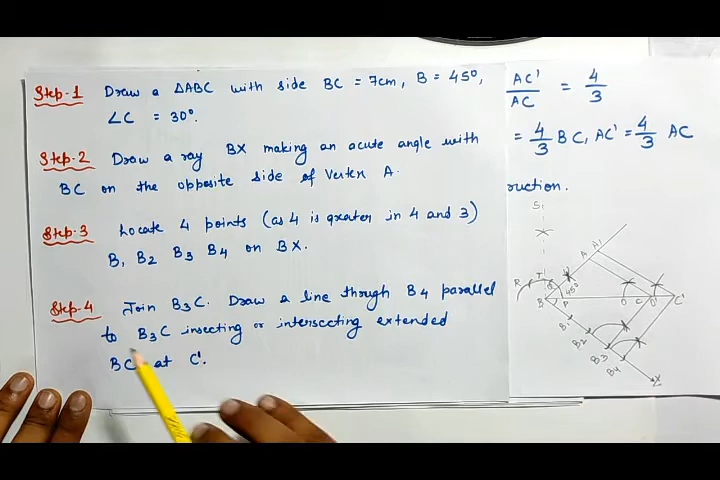 Step-1 Draw a △ABC with side BC = 7cm, B = 45°,
∠C = 30°.
Step-2 Draw a ray BX making an acute angle with
BC on the opposite side of vertex A.
Step-3 Locate 4 points (as 4 is greater in 4 and 3)
B, B2 B3 B4 on BX.
Step-4 Join B3C. Draw a line through B4 parallel
to B3C insecting or intersecting extended
BC at C'.
AC'/AC = 4/3
= 4/3 BC, AC' = 4/3 AC
ruction.
S
A A'
R T Q 45°
B P D C D' C'
B1
B2
B3
B4
X